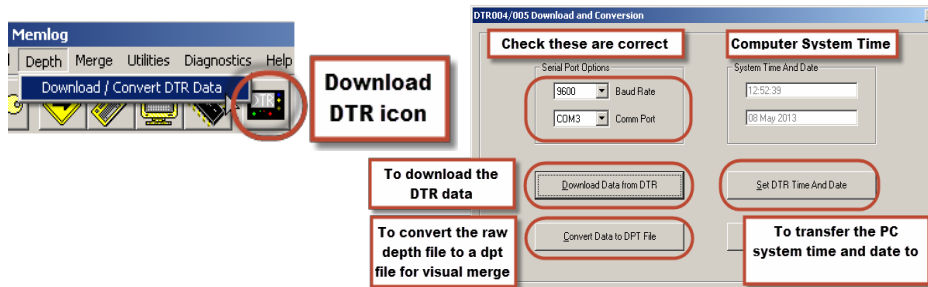 Memlog
Depth Merge Utilities Diagnostics Help
Download / Convert DTR Data
DTR
Download
DTR icon
DTR004/005 Download and Conversion
Check these are correct
Computer System Time
Serial Port Options
System Time And Date
9600 Baud Rate
12:52:39
COM3 Comm Port
08 May 2013
To download the
DTR data
Download Data from DTR
Set DTR Time And Date
To convert the raw
depth file to a dpt
file for visual merge
Convert Data to DPT File
To transfer the PC
system time and date to